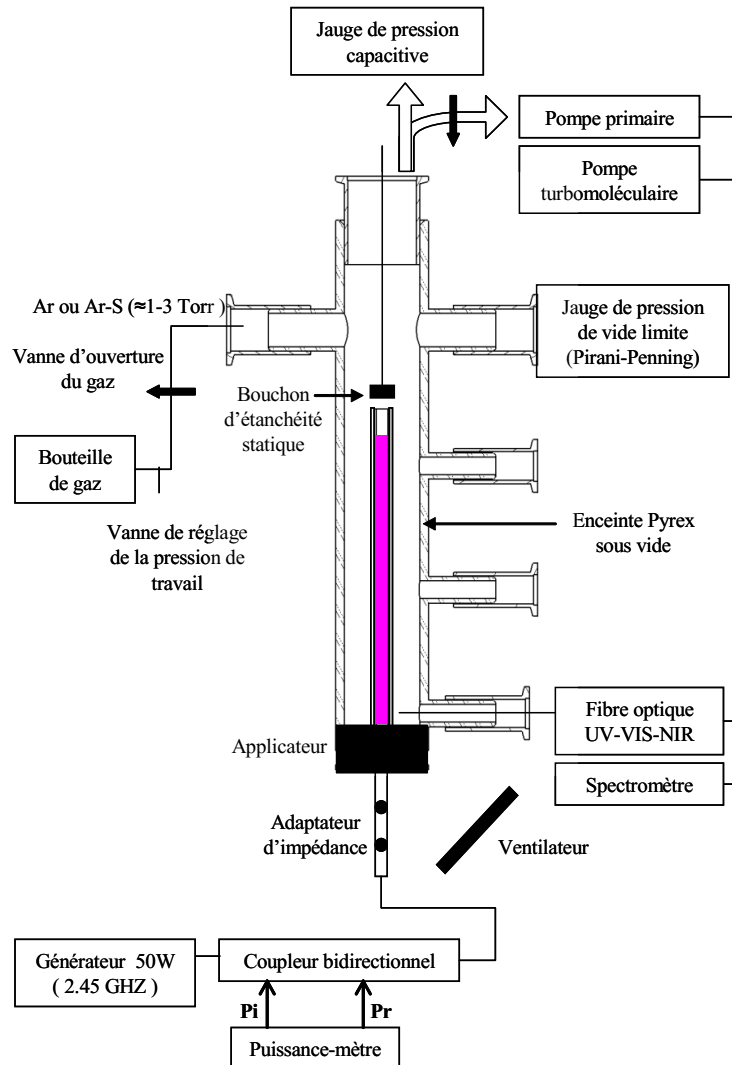 Jauge de pression
capacitive
Pompe primaire
Pompe
turbomoléculaire
Ar ou Ar-S (≈1-3 Torr )
Vanne d'ouverture
du gaz
Jauge de pression
de vide limite
(Pirani-Penning)
Bouchon
d'étanchéité
statique
Bouteille
de gaz
Vanne de réglage
de la pression de
travail
Enceinte Pyrex
sous vide
Applicateur
Fibre optique
UV-VIS-NIR
Spectromètre
Adaptateur
d'impédance
Ventilateur
Générateur 50W
( 2.45 GHZ )
Coupleur bidirectionnel
Pi
Pr
Puissance-mètre